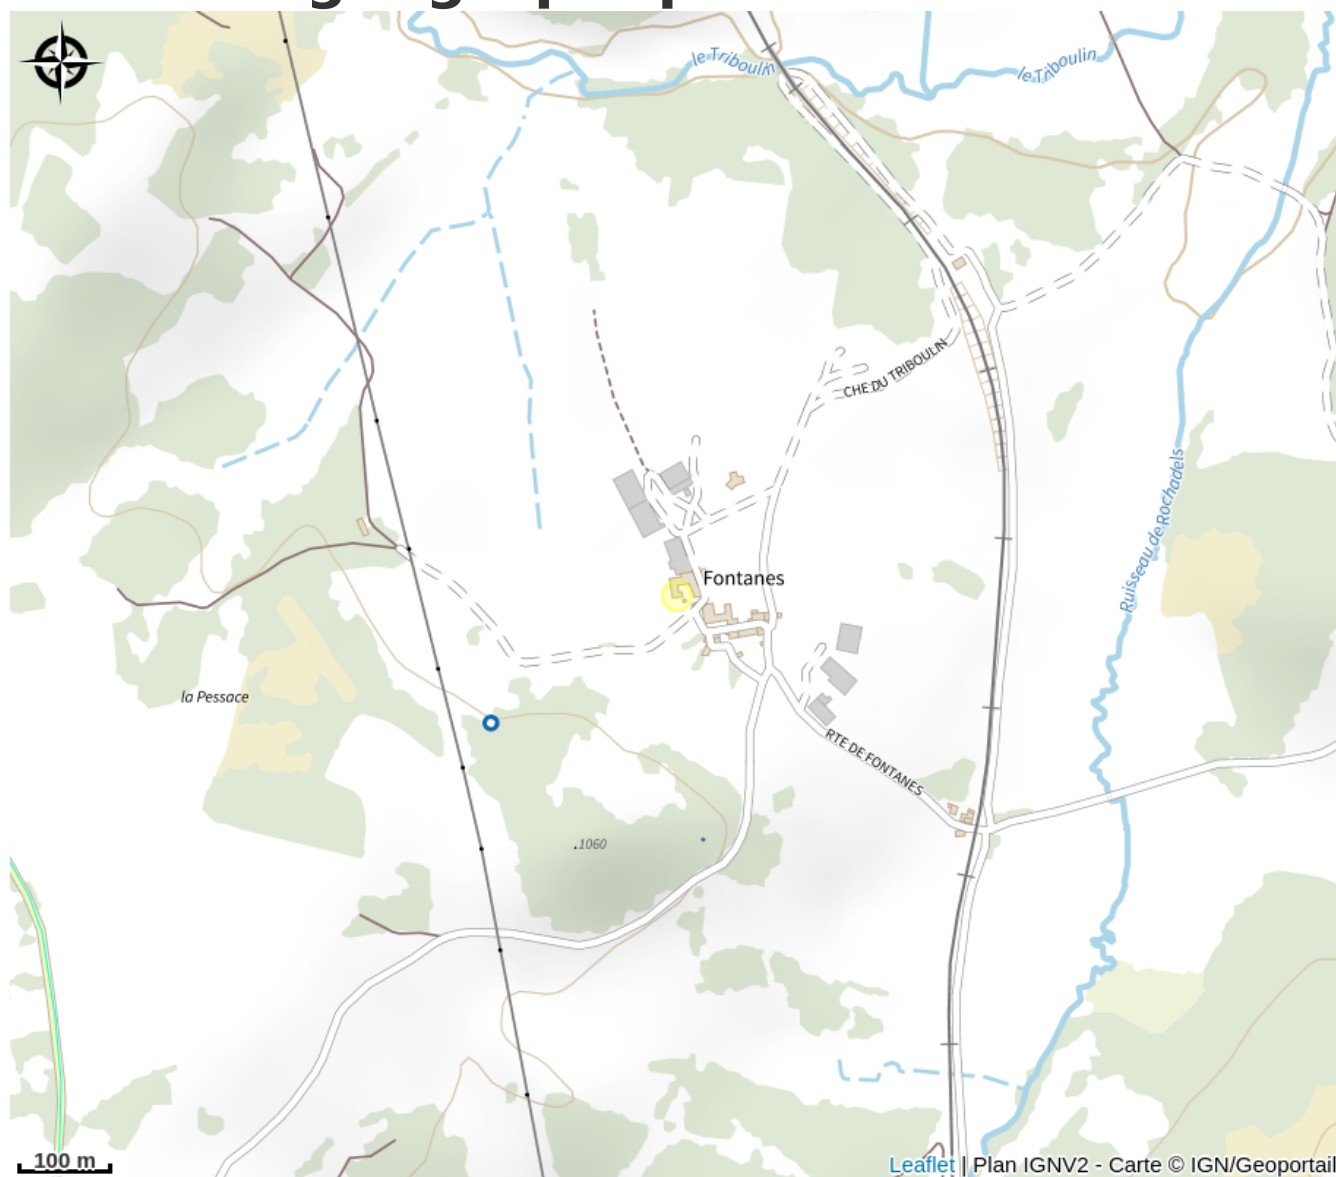 le Triboulin
le Triboulin
CHE DU TRIBOULIN
Ruisseau de Rochadels
Fontanes
la Pessace
RTE DE FONTANES
.1060
100 m
Leaflet | Plan IGNV2 - Carte © IGN/Geoportail